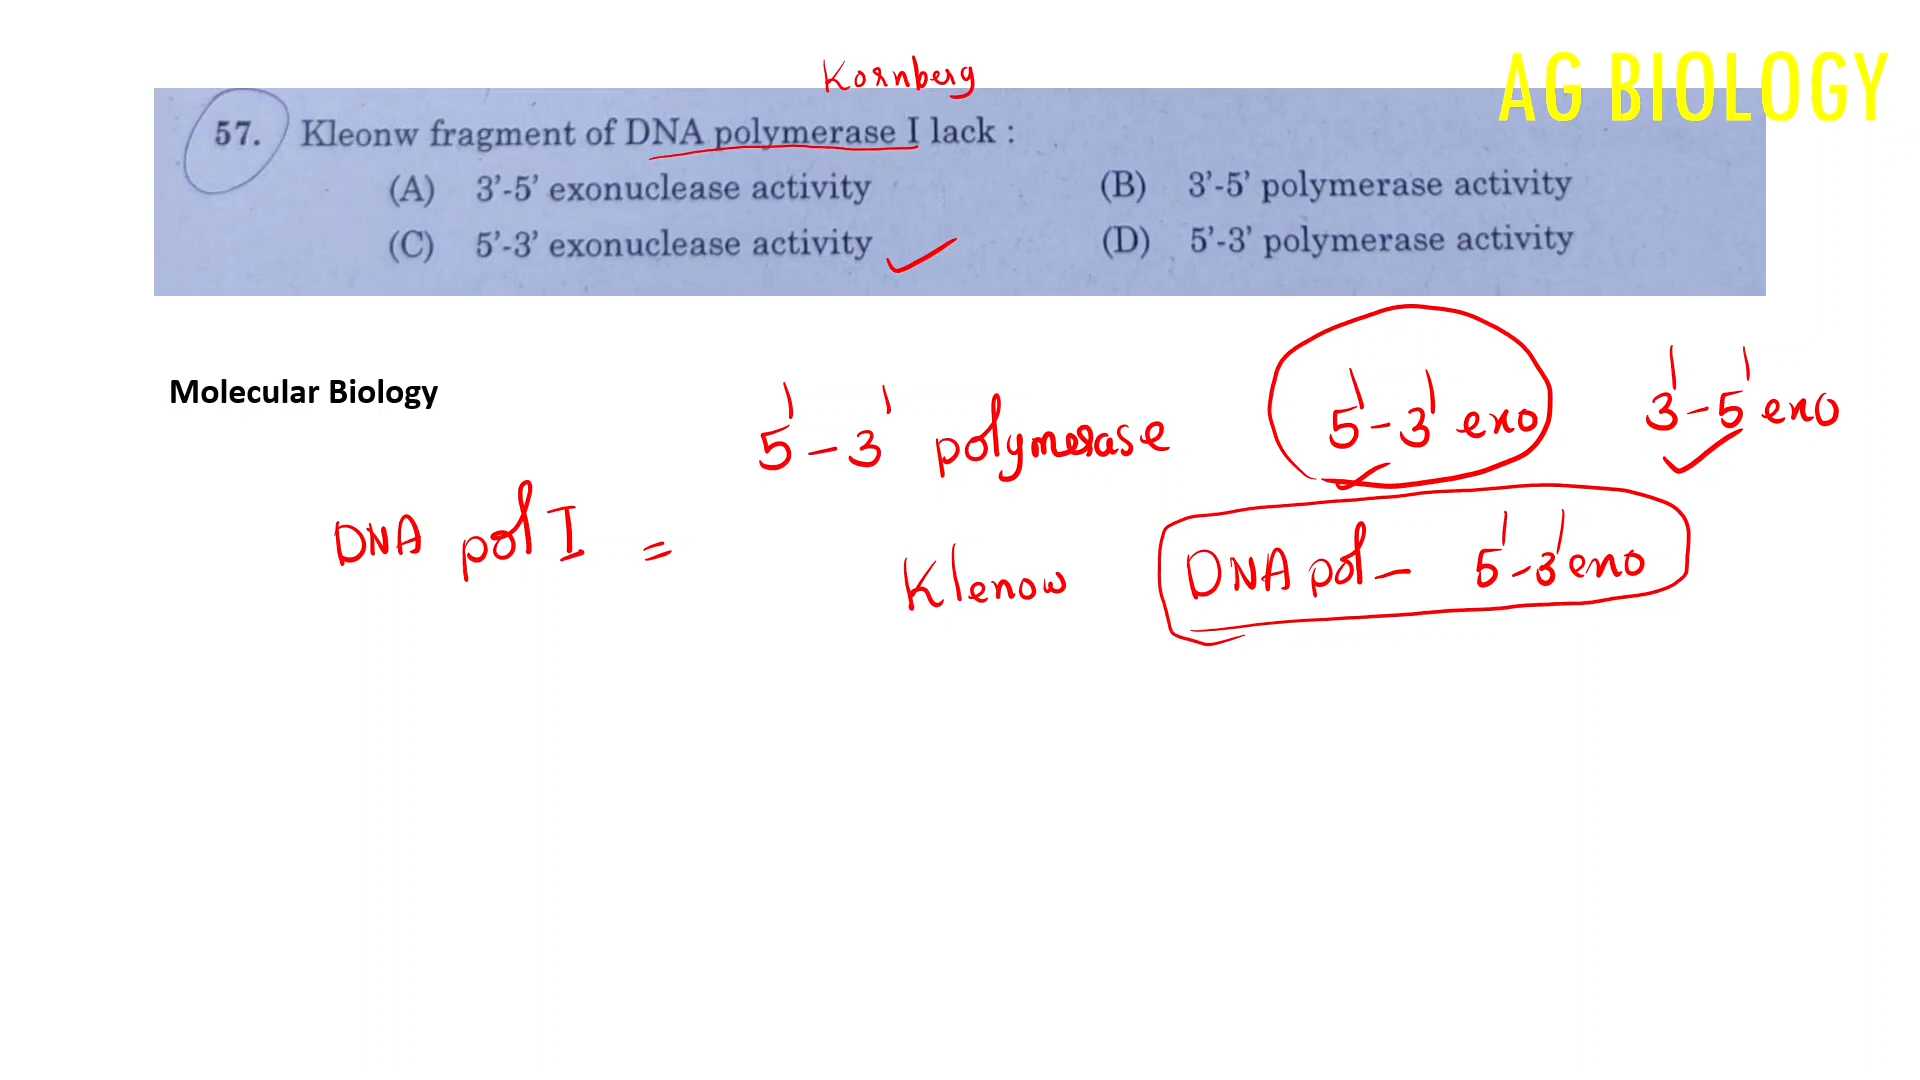 Kornberg
AG BIOLOGY
57. Kleonw fragment of DNA polymerase I lack :
(A) 3’-5’ exonuclease activity
(B) 3’-5’ polymerase activity
(C) 5’-3’ exonuclease activity
(D) 5’-3’ polymerase activity
Molecular Biology
5'-3' polymerase 5'-3' exo 3'-5' exo
DNA pol I =
Klenow DNA pol - 5'-3' exo